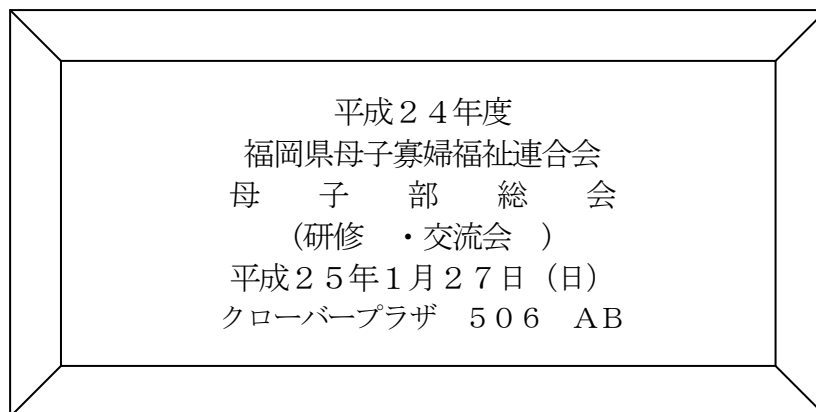 平成２４年度
福岡県母子寡婦福祉連合会
母　子　部　総　会
（研修　・交流会　）
平成２５年１月２７日（日）
クローバープラザ　５０６　ＡＢ